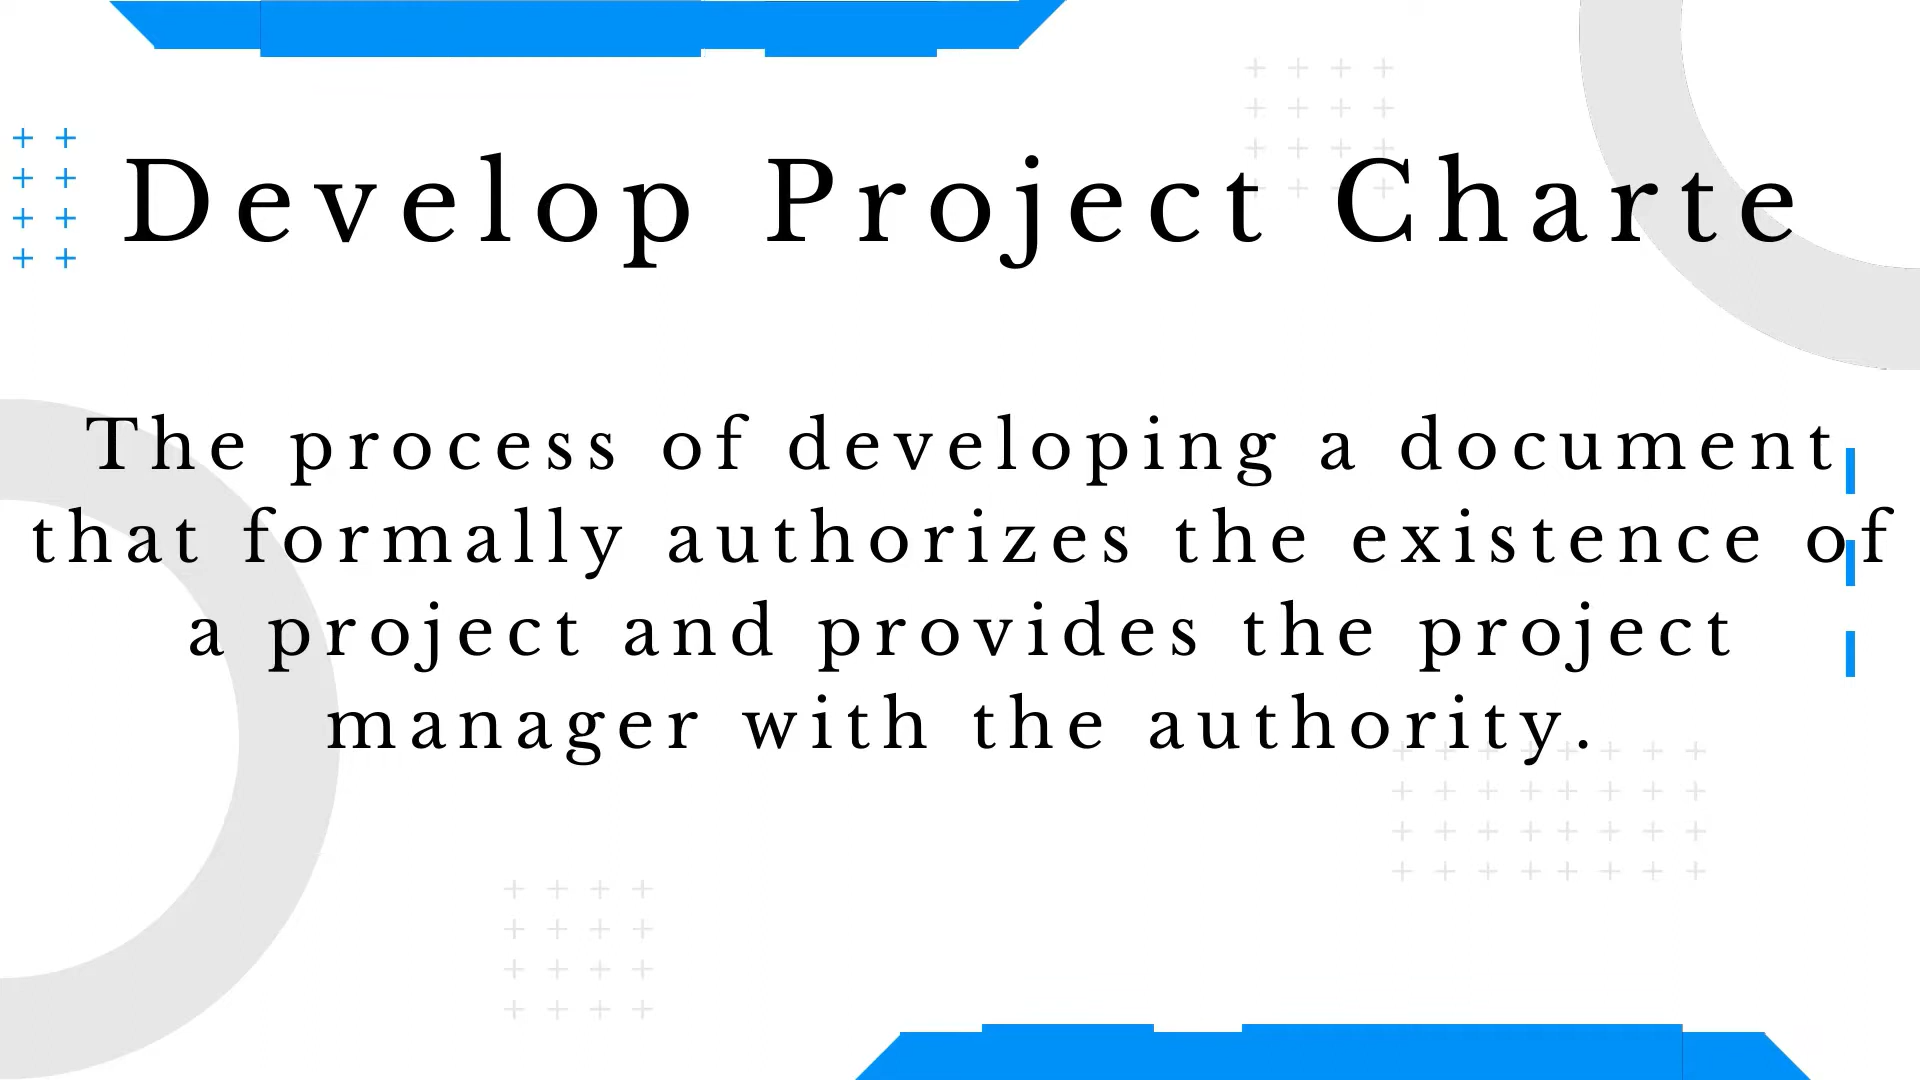 Develop Project Charte
The process of developing a document
that formally authorizes the existence of
a project and provides the project
manager with the authority.